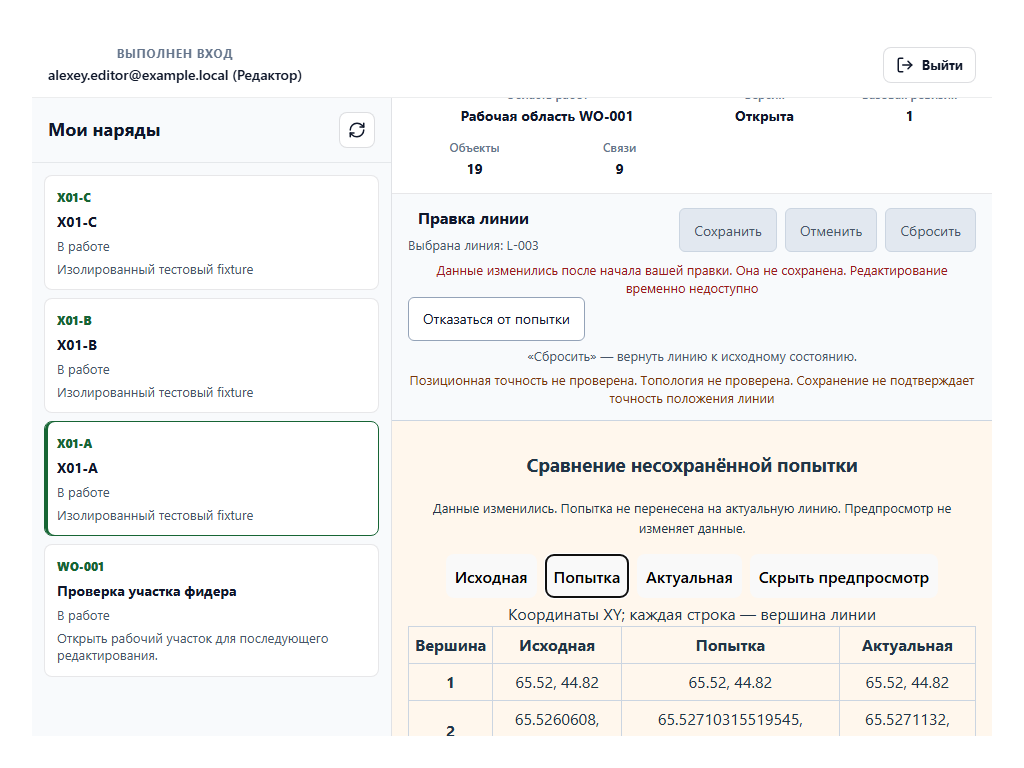 ВЫПОЛНЕН ВХОД
alexey.editor@example.local (Редактор)
Выйти
Мои наряды
X01-C
X01-C
В работе
Изолированный тестовый fixture
X01-B
X01-B
В работе
Изолированный тестовый fixture
X01-A
X01-A
В работе
Изолированный тестовый fixture
WO-001
Проверка участка фидера
В работе
Открыть рабочий участок для последующего
редактирования.
Рабочая область WO-001
Открыта
1
Объекты
Связи
19
9
Правка линии
Выбрана линия: L-003
Сохранить
Отменить
Сбросить
Данные изменились после начала вашей правки. Она не сохранена. Редактирование
временно недоступно
Отказаться от попытки
«Сбросить» — вернуть линию к исходному состоянию.
Позиционная точность не проверена. Топология не проверена. Сохранение не подтверждает
точность положения линии
Сравнение несохранённой попытки
Данные изменились. Попытка не перенесена на актуальную линию. Предпросмотр не
изменяет данные.
Исходная
Попытка
Актуальная
Скрыть предпросмотр
Координаты XY; каждая строка — вершина линии
Вершина Исходная Попытка Актуальная
1 65.52, 44.82 65.52, 44.82 65.52, 44.82
2 65.5260608, 65.52710315519545, 65.5271132,